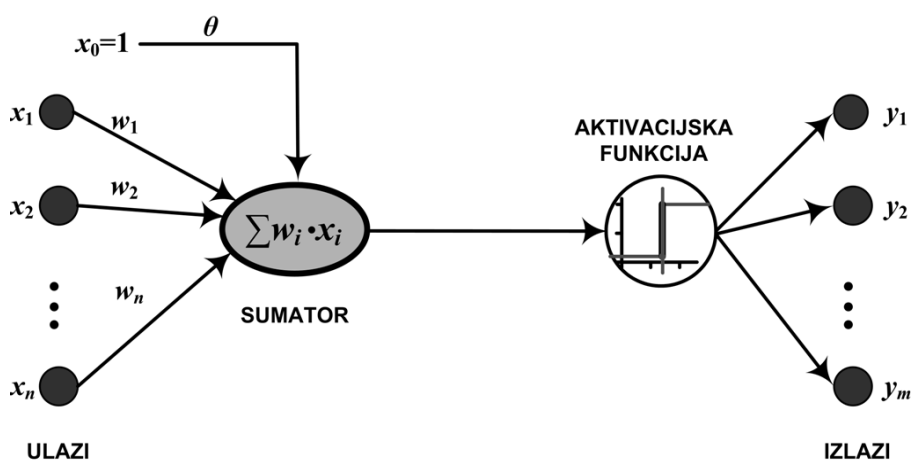 x0=1
θ
x1
w1
x2
w2
∑wi•xi
wn
xn
SUMATOR
ULAZI
AKTIVACIJSKA
FUNKCIJA
y1
y2
ym
IZLAZI